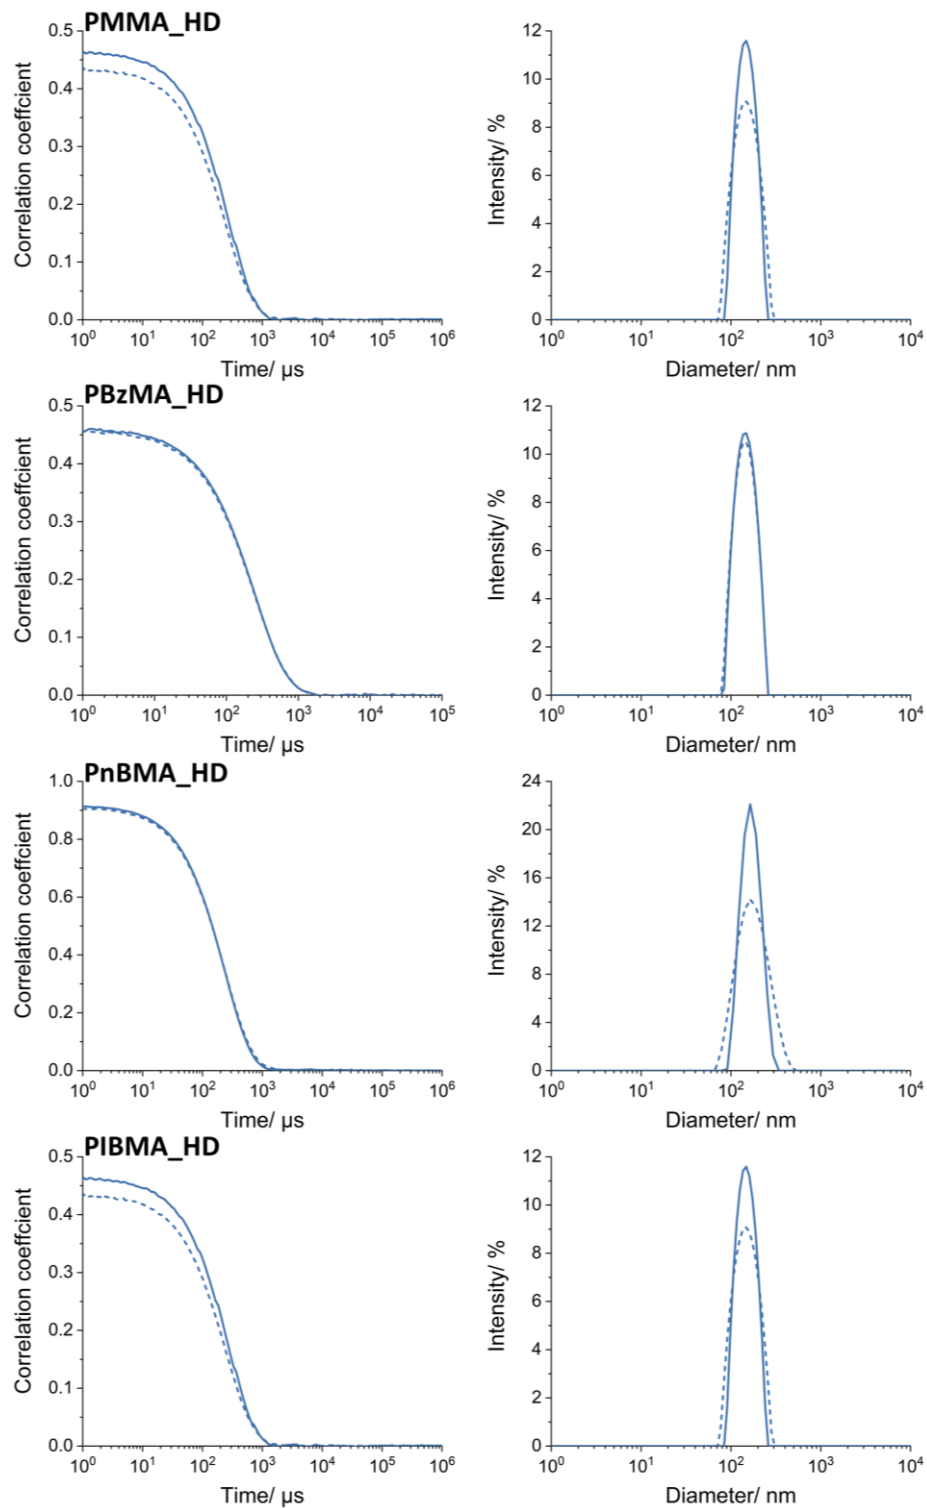 PMMA_HD
Correlation coeffcient
0.5
0.4
0.3
0.2
0.1
0.0
10⁰ 10¹ 10² 10³ 10⁴ 10⁵ 10⁶
Time/ µs
Intensity/ %
12
10
8
6
4
2
0
10⁰ 10¹ 10² 10³ 10⁴
Diameter/ nm
PBzMA_HD
Correlation coeffcient
0.5
0.4
0.3
0.2
0.1
0.0
10⁰ 10¹ 10² 10³ 10⁴ 10⁵
Time/ µs
Intensity/ %
12
10
8
6
4
2
0
10⁰ 10¹ 10² 10³ 10⁴
Diameter/ nm
PnBMA_HD
Correlation coeffcient
1.0
0.8
0.6
0.4
0.2
0.0
10⁰ 10¹ 10² 10³ 10⁴ 10⁵ 10⁶
Time/ µs
Intensity/ %
24
20
16
12
8
4
0
10⁰ 10¹ 10² 10³ 10⁴
Diameter/ nm
PIBMA_HD
Correlation coeffcient
0.5
0.4
0.3
0.2
0.1
0.0
10⁰ 10¹ 10² 10³ 10⁴ 10⁵ 10⁶
Time/ µs
Intensity/ %
12
10
8
6
4
2
0
10⁰ 10¹ 10² 10³ 10⁴
Diameter/ nm